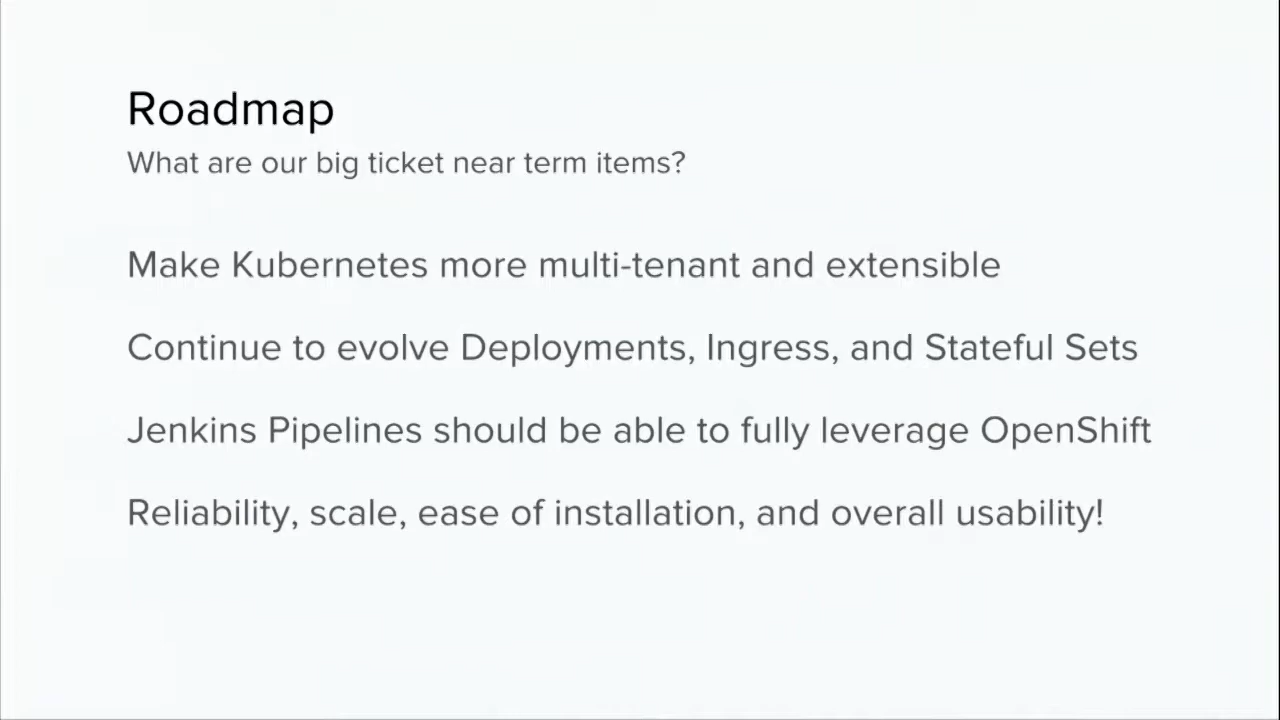 Roadmap
What are our big ticket near term items?
Make Kubernetes more multi-tenant and extensible
Continue to evolve Deployments, Ingress, and Stateful Sets
Jenkins Pipelines should be able to fully leverage OpenShift
Reliability, scale, ease of installation, and overall usability!